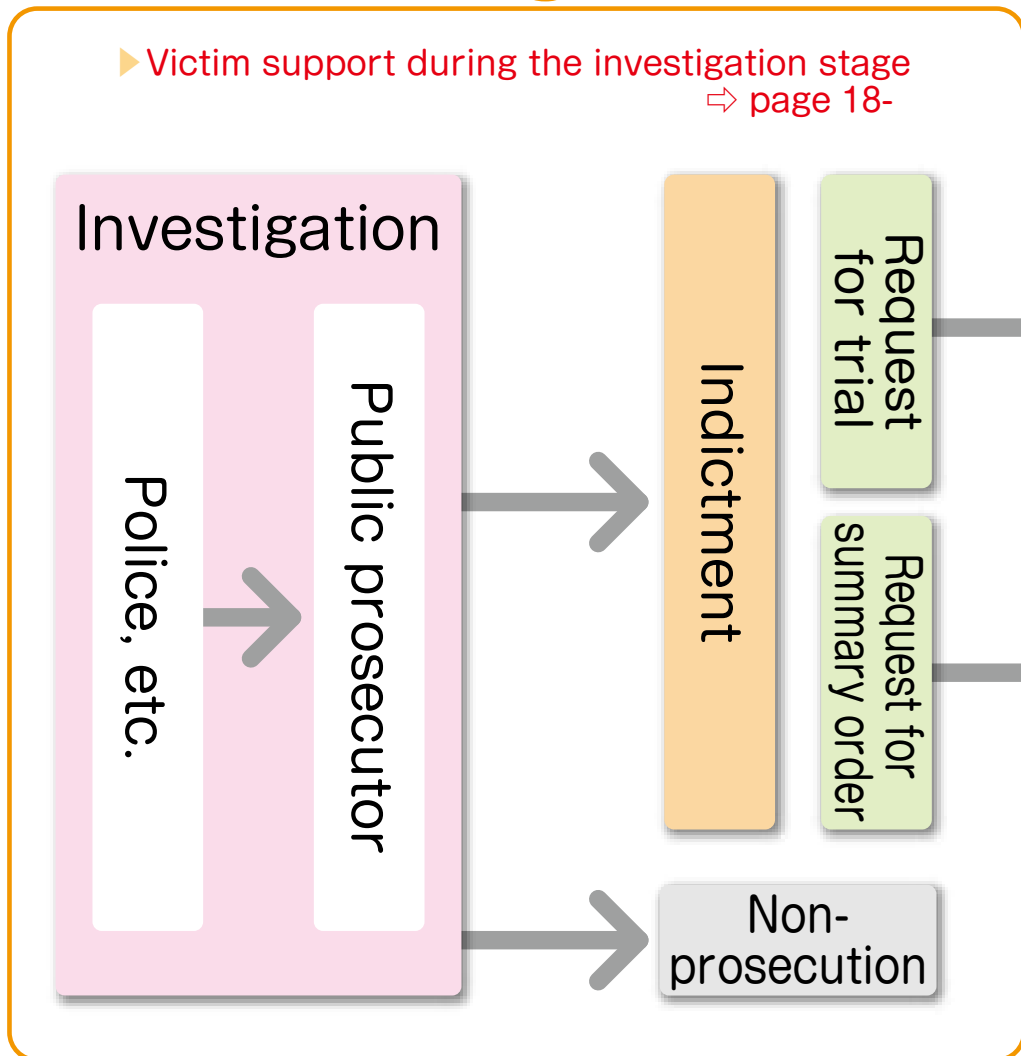 ▶Victim support during the investigation stage
⇨ page 18-
Investigation
Police, etc.
Public prosecutor
Indictment
Request
for trial
Request for
summary order
Non-
prosecution